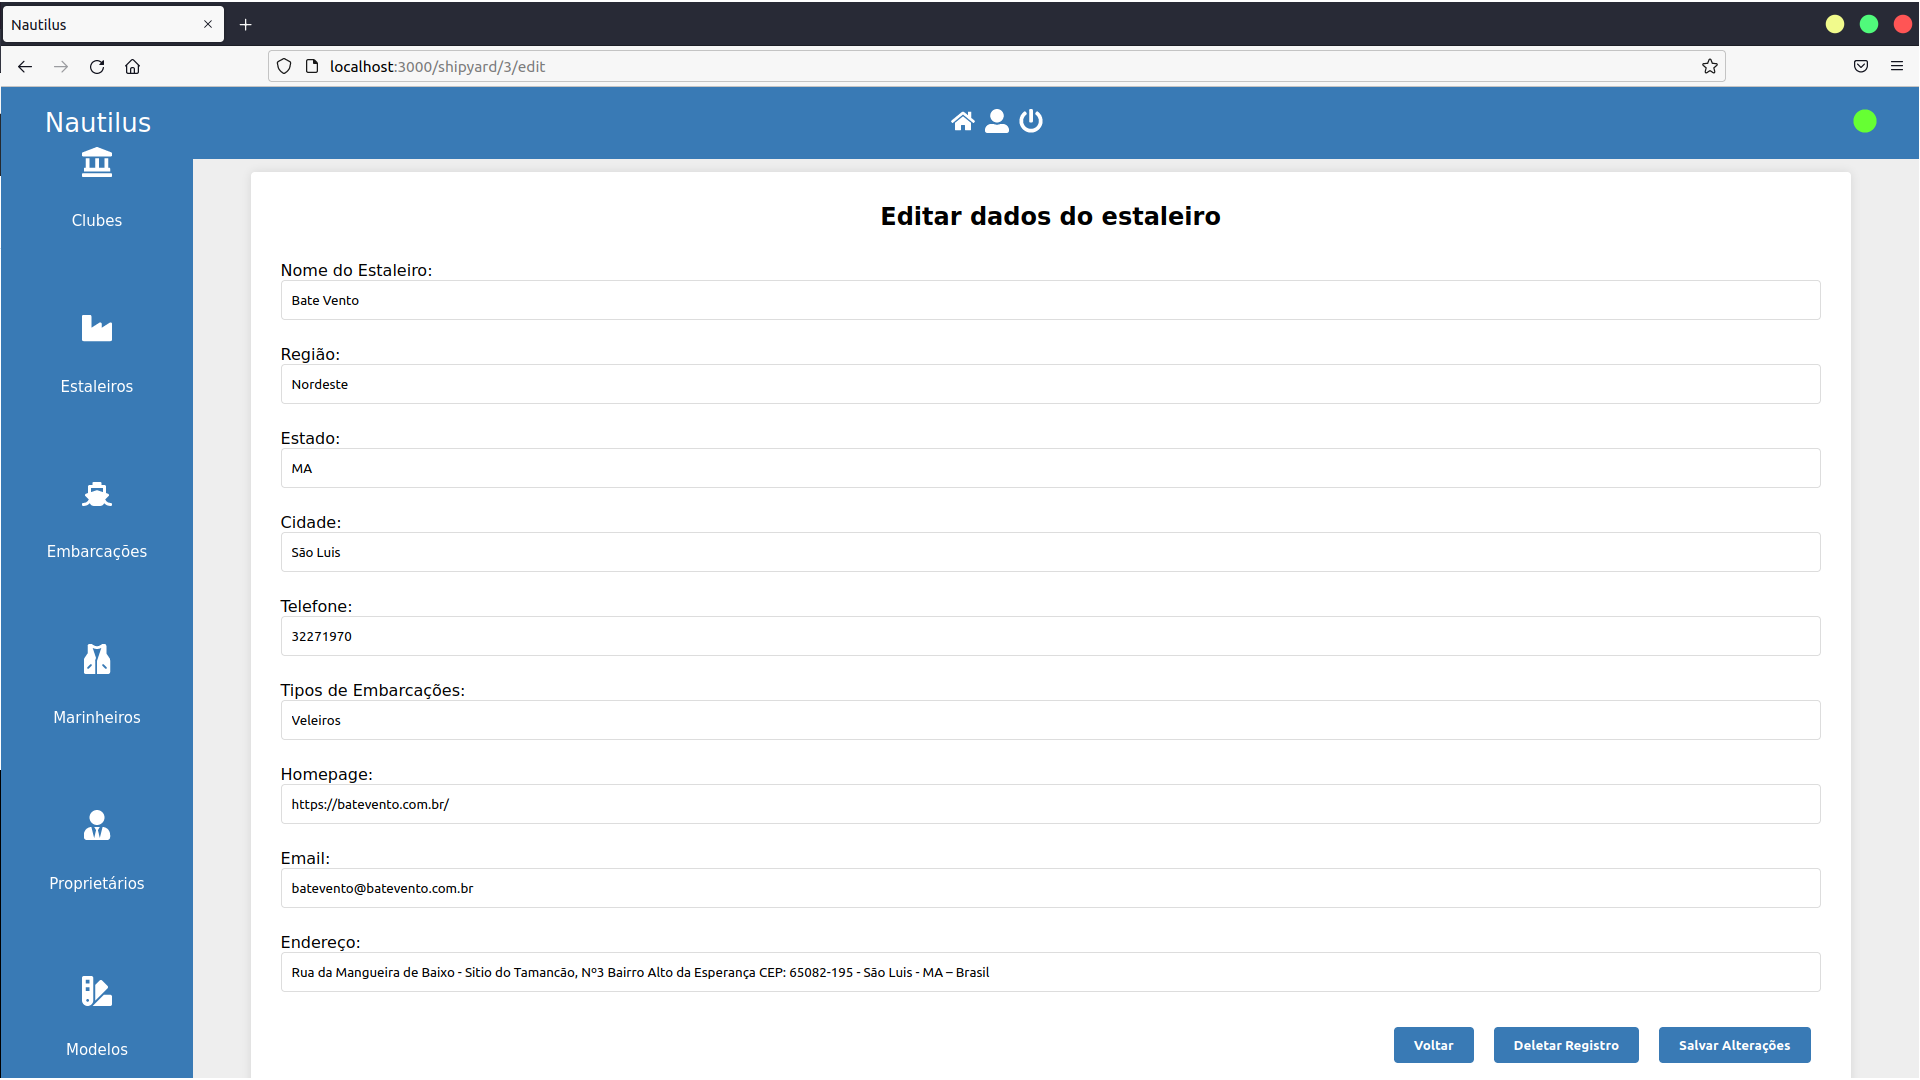 Nautilus
localhost:3000/shipyard/3/edit
Nautilus
Clubes
Estaleiros
Embarcações
Marinheiros
Proprietários
Modelos
Editar dados do estaleiro
Nome do Estaleiro:
Bate Vento
Região:
Nordeste
Estado:
MA
Cidade:
São Luis
Telefone:
32271970
Tipos de Embarcações:
Veleiros
Homepage:
https://batevento.com.br/
Email:
batevento@batevento.com.br
Endereço:
Rua da Mangueira de Baixo - Sitio do Tamancão, Nº3 Bairro Alto da Esperança CEP: 65082-195 - São Luis - MA – Brasil
Voltar Deletar Registro Salvar Alterações